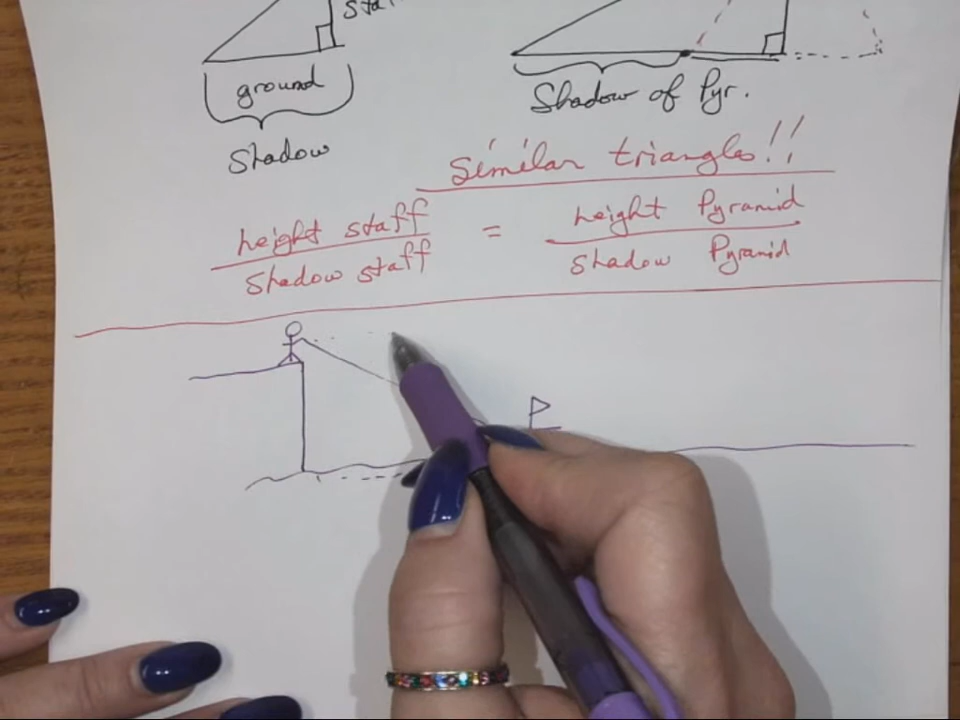 ground
Shadow
Shadow of Pyr.
Similar triangles!!
height staff
Shadow staff
=
height Pyramid
Shadow Pyramid